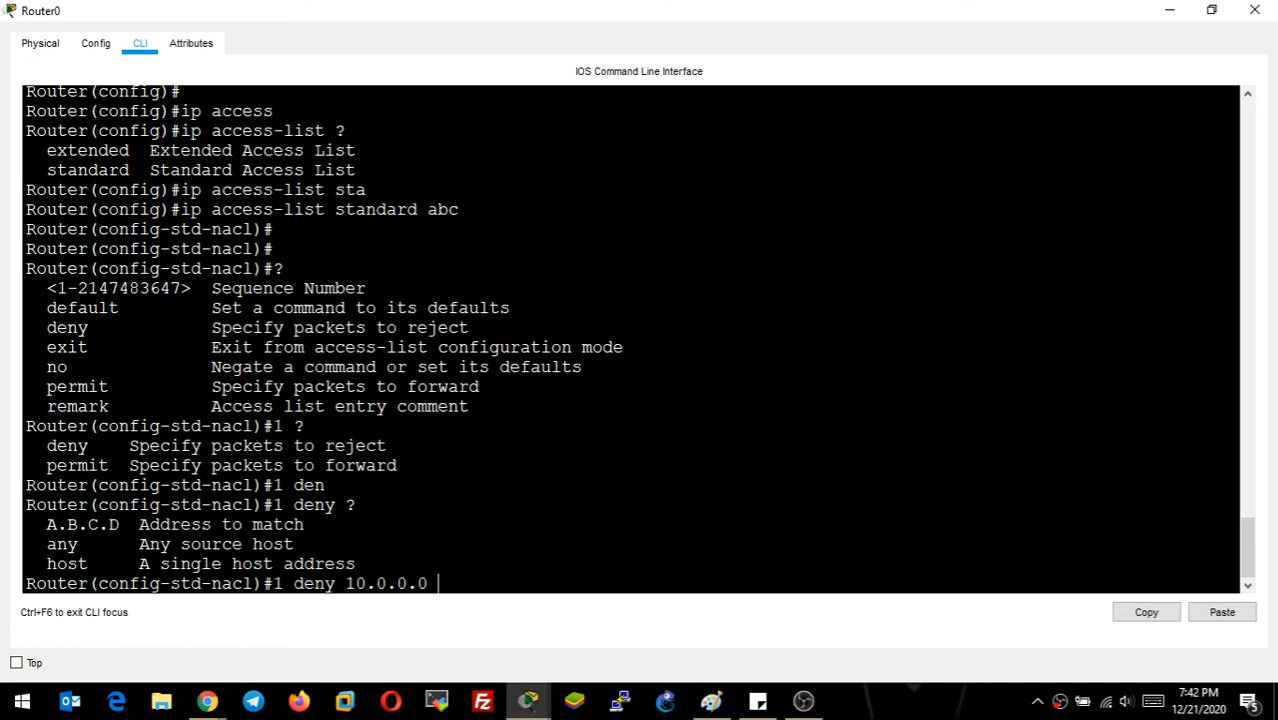 Router0
Physical Config CLI Attributes
IOS Command Line Interface
Router(config)#
Router(config)#ip access
Router(config)#ip access-list ?
extended Extended Access List
standard Standard Access List
Router(config)#ip access-list sta
Router(config)#ip access-list standard abc
Router(config-std-nacl)#
Router(config-std-nacl)#
Router(config-std-nacl)#?
<1-2147483647> Sequence Number
default Set a command to its defaults
deny Specify packets to reject
exit Exit from access-list configuration mode
no Negate a command or set its defaults
permit Specify packets to forward
remark Access list entry comment
Router(config-std-nacl)#1 ?
deny Specify packets to reject
permit Specify packets to forward
Router(config-std-nacl)#1 den
Router(config-std-nacl)#1 deny ?
A.B.C.D Address to match
any Any source host
host A single host address
Router(config-std-nacl)#1 deny 10.0.0.0
Ctrl+F6 to exit CLI focus
Copy Paste
Top
7:42 PM
12/21/2020
5